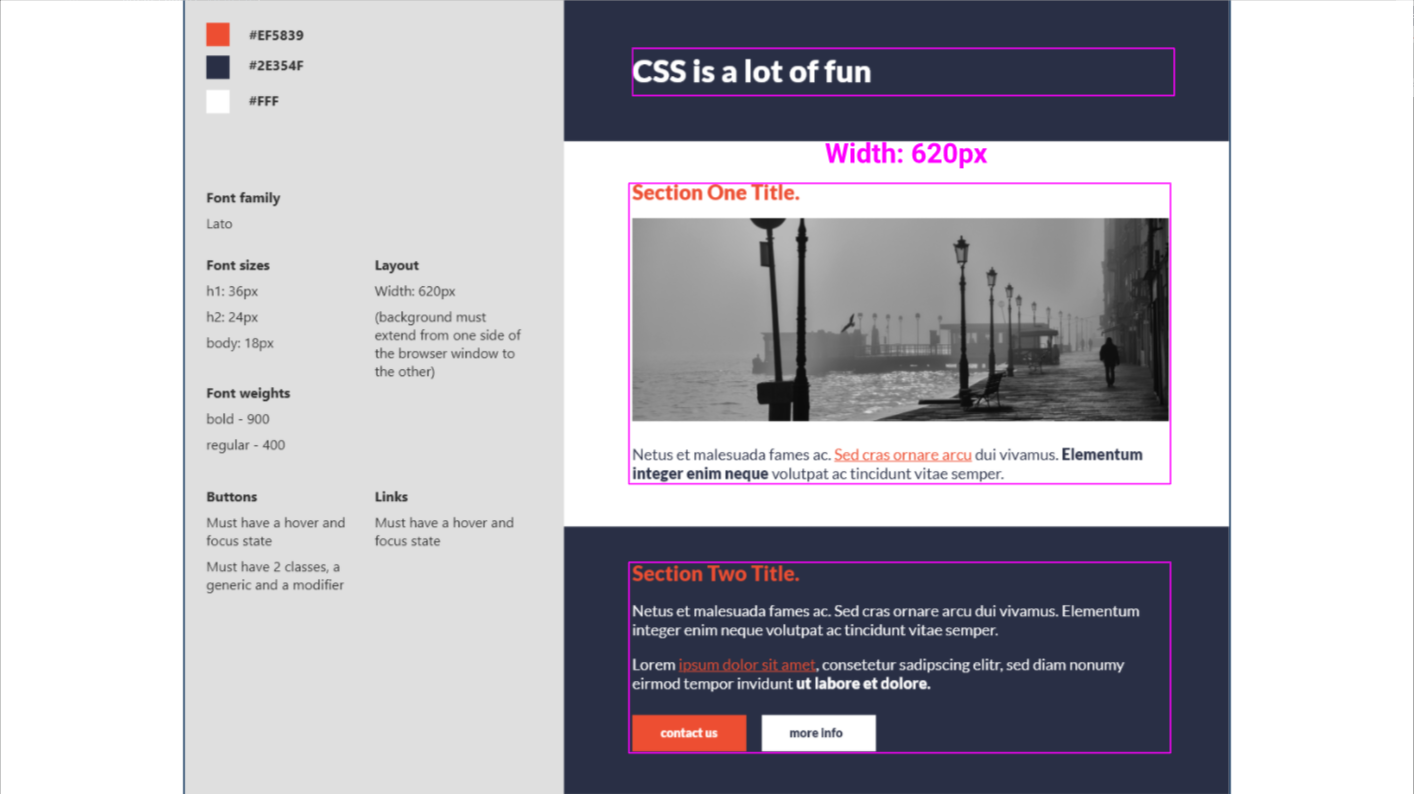 #EF5839
#2E354F
#FFF
Font family
Lato
Font sizes
h1: 36px
h2: 24px
body: 18px
Font weights
bold - 900
regular - 400
Layout
Width: 620px
(background must
extend from one side of
the browser window to
the other)
Buttons
Must have a hover and
focus state
Must have 2 classes, a
generic and a modifier
Links
Must have a hover and
focus state
CSS is a lot of fun
Width: 620px
Section One Title.
Netus et malesuada fames ac. Sed cras ornare arcu dui vivamus. Elementum
integer enim neque volutpat ac tincidunt vitae semper.
Section Two Title.
Netus et malesuada fames ac. Sed cras ornare arcu dui vivamus. Elementum
integer enim neque volutpat ac tincidunt vitae semper.
Lorem ipsum dolor sit amet, consetetur sadipscing elitr, sed diam nonumy
eirmod tempor invidunt ut labore et dolore.
contact us
more info